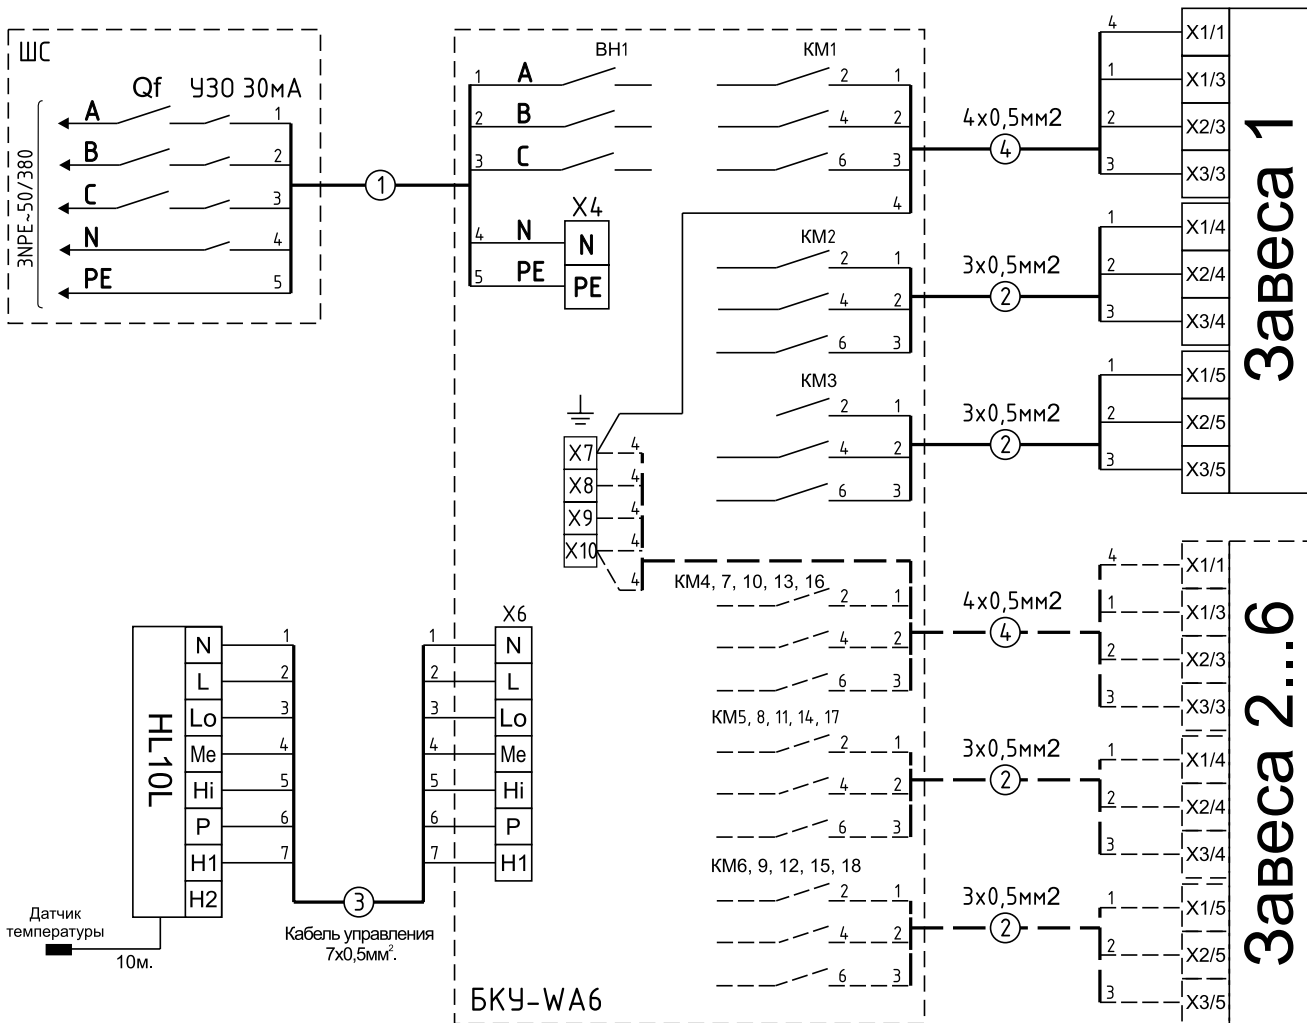 ШС
Qf УЗО 30мА
3NPE~50/380
A 1
B 2
C 3
N 4
PE 5
1
БКУ-WA6
ВН1
1 A
2 B
3 C
X4
4 N N
5 PE PE
КМ1
2 1
4 2
6 3
4
4х0,5мм2
4
4 X1/1
1 X1/3
2 X2/3
3 X3/3
КМ2
2 1
4 2
6 3
3х0,5мм2
2
1 X1/4
2 X2/4
3 X3/4
КМ3
2 1
4 2
6 3
3х0,5мм2
2
1 X1/5
2 X2/5
3 X3/5
Завеса 1
X7 4
X8 4
X9 4
X10 4
4
КМ4, 7, 10, 13, 16
2 1
4 2
6 3
4х0,5мм2
4
4 X1/1
1 X1/3
2 X2/3
3 X3/3
КМ5, 8, 11, 14, 17
2 1
4 2
6 3
3х0,5мм2
2
1 X1/4
2 X2/4
3 X3/4
КМ6, 9, 12, 15, 18
2 1
4 2
6 3
3х0,5мм2
2
1 X1/5
2 X2/5
3 X3/5
Завеса 2...6
HL10L
X6
N 1 1 N
L 2 2 L
Lo 3 3 Lo
Me 4 4 Me
Hi 5 5 Hi
P 6 6 P
H1 7 7 H1
H2
3
Кабель управления
7х0,5мм².
Датчик
температуры
10м.